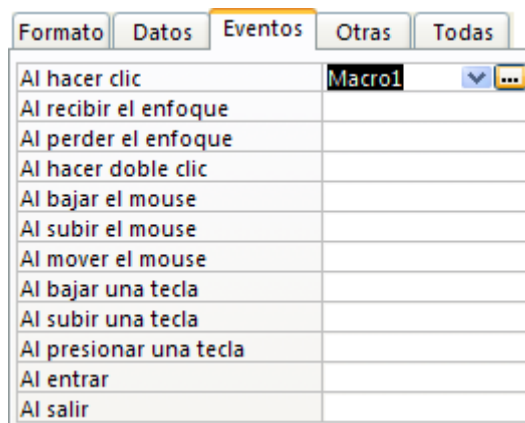 Formato Datos Eventos Otras Todas
Al hacer clic Macro1 ...
Al recibir el enfoque
Al perder el enfoque
Al hacer doble clic
Al bajar el mouse
Al subir el mouse
Al mover el mouse
Al bajar una tecla
Al subir una tecla
Al presionar una tecla
Al entrar
Al salir